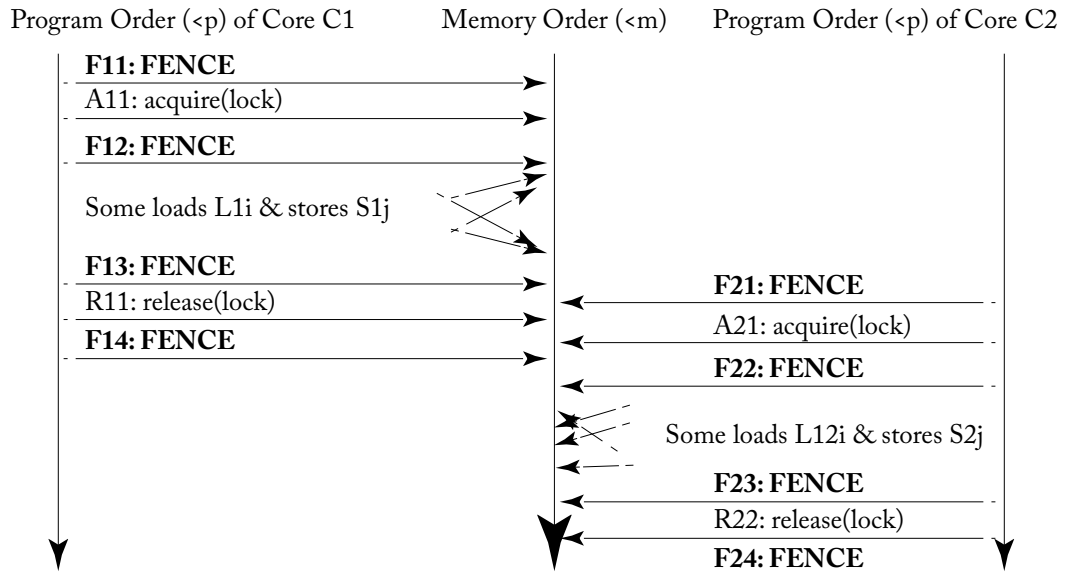 Program Order (<p) of Core C1 Memory Order (<m) Program Order (<p) of Core C2
F11: FENCE
A11: acquire(lock)
F12: FENCE
Some loads L1i & stores S1j
F13: FENCE
R11: release(lock)
F14: FENCE
F21: FENCE
A21: acquire(lock)
F22: FENCE
Some loads L12i & stores S2j
F23: FENCE
R22: release(lock)
F24: FENCE